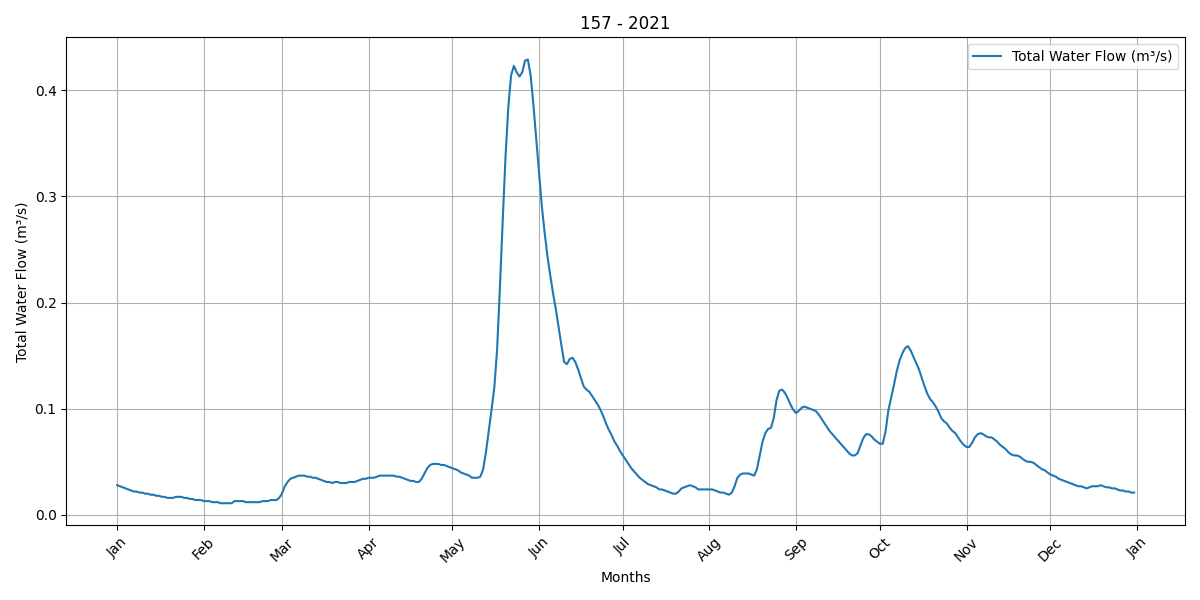 157 - 2021
Total Water Flow (m³/s)
Total Water Flow (m³/s)
0.4
0.3
0.2
0.1
0.0
Jan Feb Mar Apr May Jun Jul Aug Sep Oct Nov Dec Jan
Months